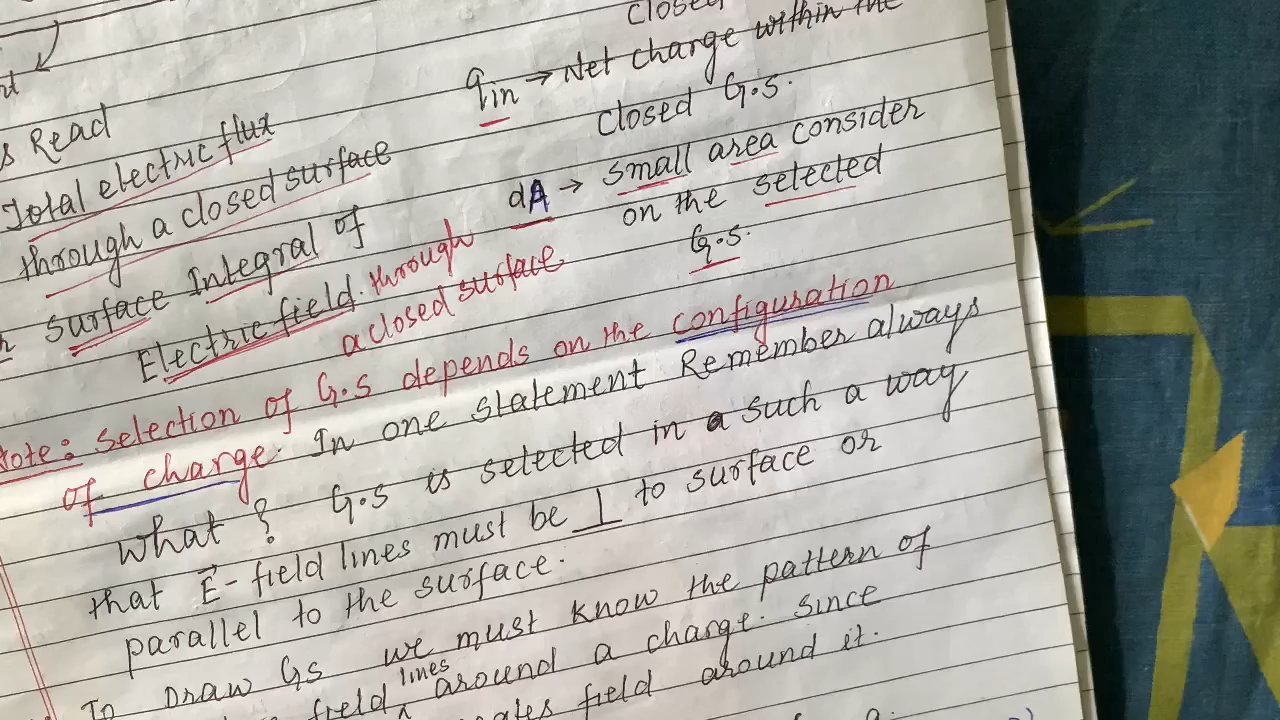 closed
q_in → Net charge within the
closed G.S.
s Read
Total electric flux
through a closed surface
dA → small area consider
on the selected
G.S.
surface Integral of
Electric field. through
a closed surface
Note: Selection of G.S depends on the configuration
of charge. In one statement Remember always
what ? G.S is selected in a such a way
that E⃗-field lines must be ⊥ to surface or
parallel to the surface.
To Draw GS we must know the pattern of
field lines around a charge. Since
field around it.